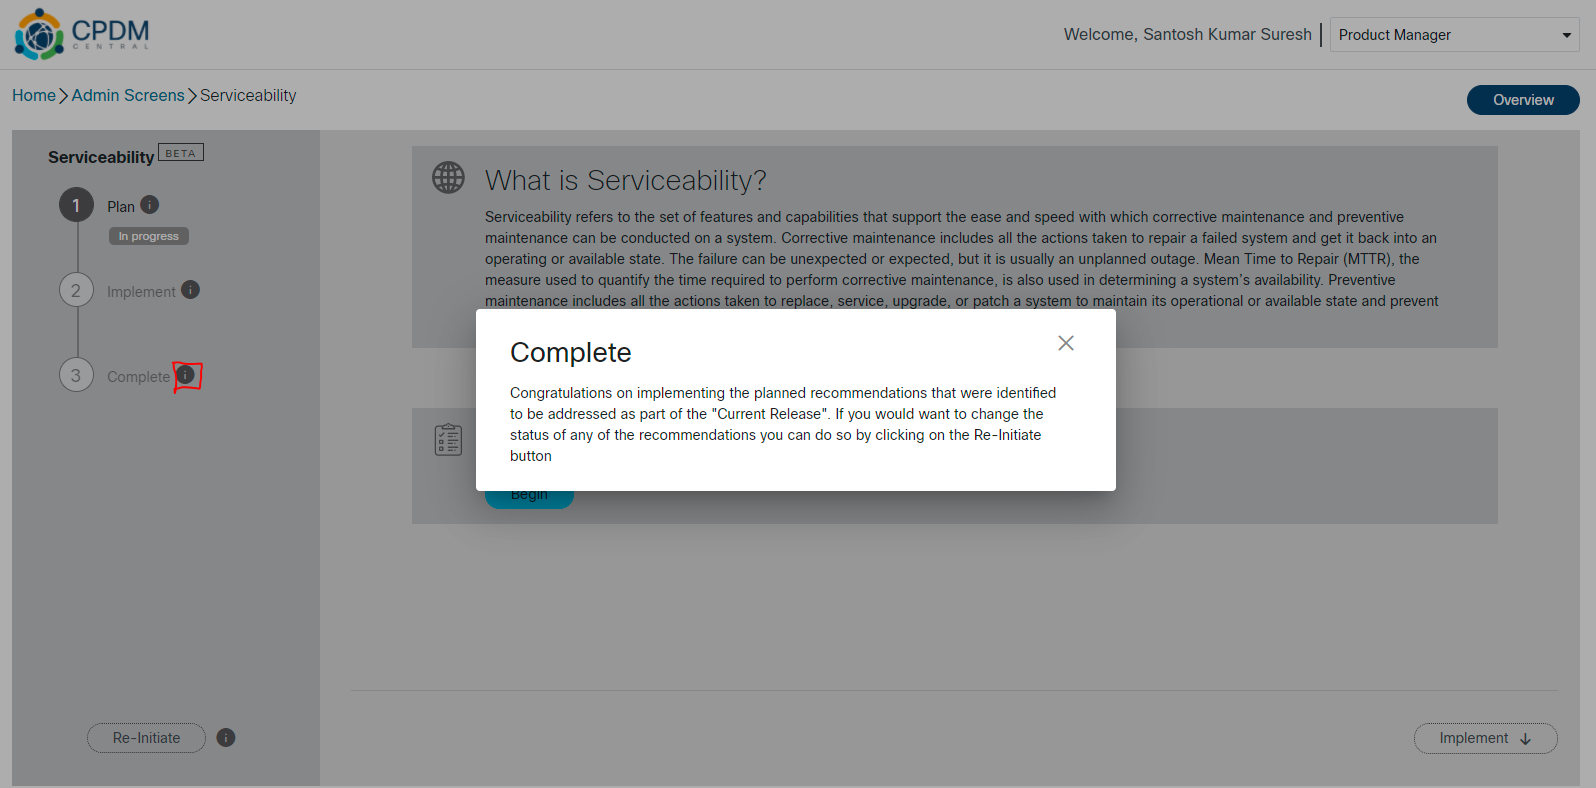 CPDM
CENTRAL
Welcome, Santosh Kumar Suresh
Product Manager
Home Admin Screens Serviceability
Overview
Serviceability BETA
1 Plan i
In progress
2 Implement i
3 Complete i
Re-Initiate i
What is Serviceability?
Serviceability refers to the set of features and capabilities that support the ease and speed with which corrective maintenance and preventive
maintenance can be conducted on a system. Corrective maintenance includes all the actions taken to repair a failed system and get it back into an
operating or available state. The failure can be unexpected or expected, but it is usually an unplanned outage. Mean Time to Repair (MTTR), the
measure used to quantify the time required to perform corrective maintenance, is also used in determining a system's availability. Preventive
maintenance includes all the actions taken to replace, service, upgrade, or patch a system to maintain its operational or available state and prevent
Complete
Congratulations on implementing the planned recommendations that were identified
to be addressed as part of the "Current Release". If you would want to change the
status of any of the recommendations you can do so by clicking on the Re-Initiate
button
Begin
Implement